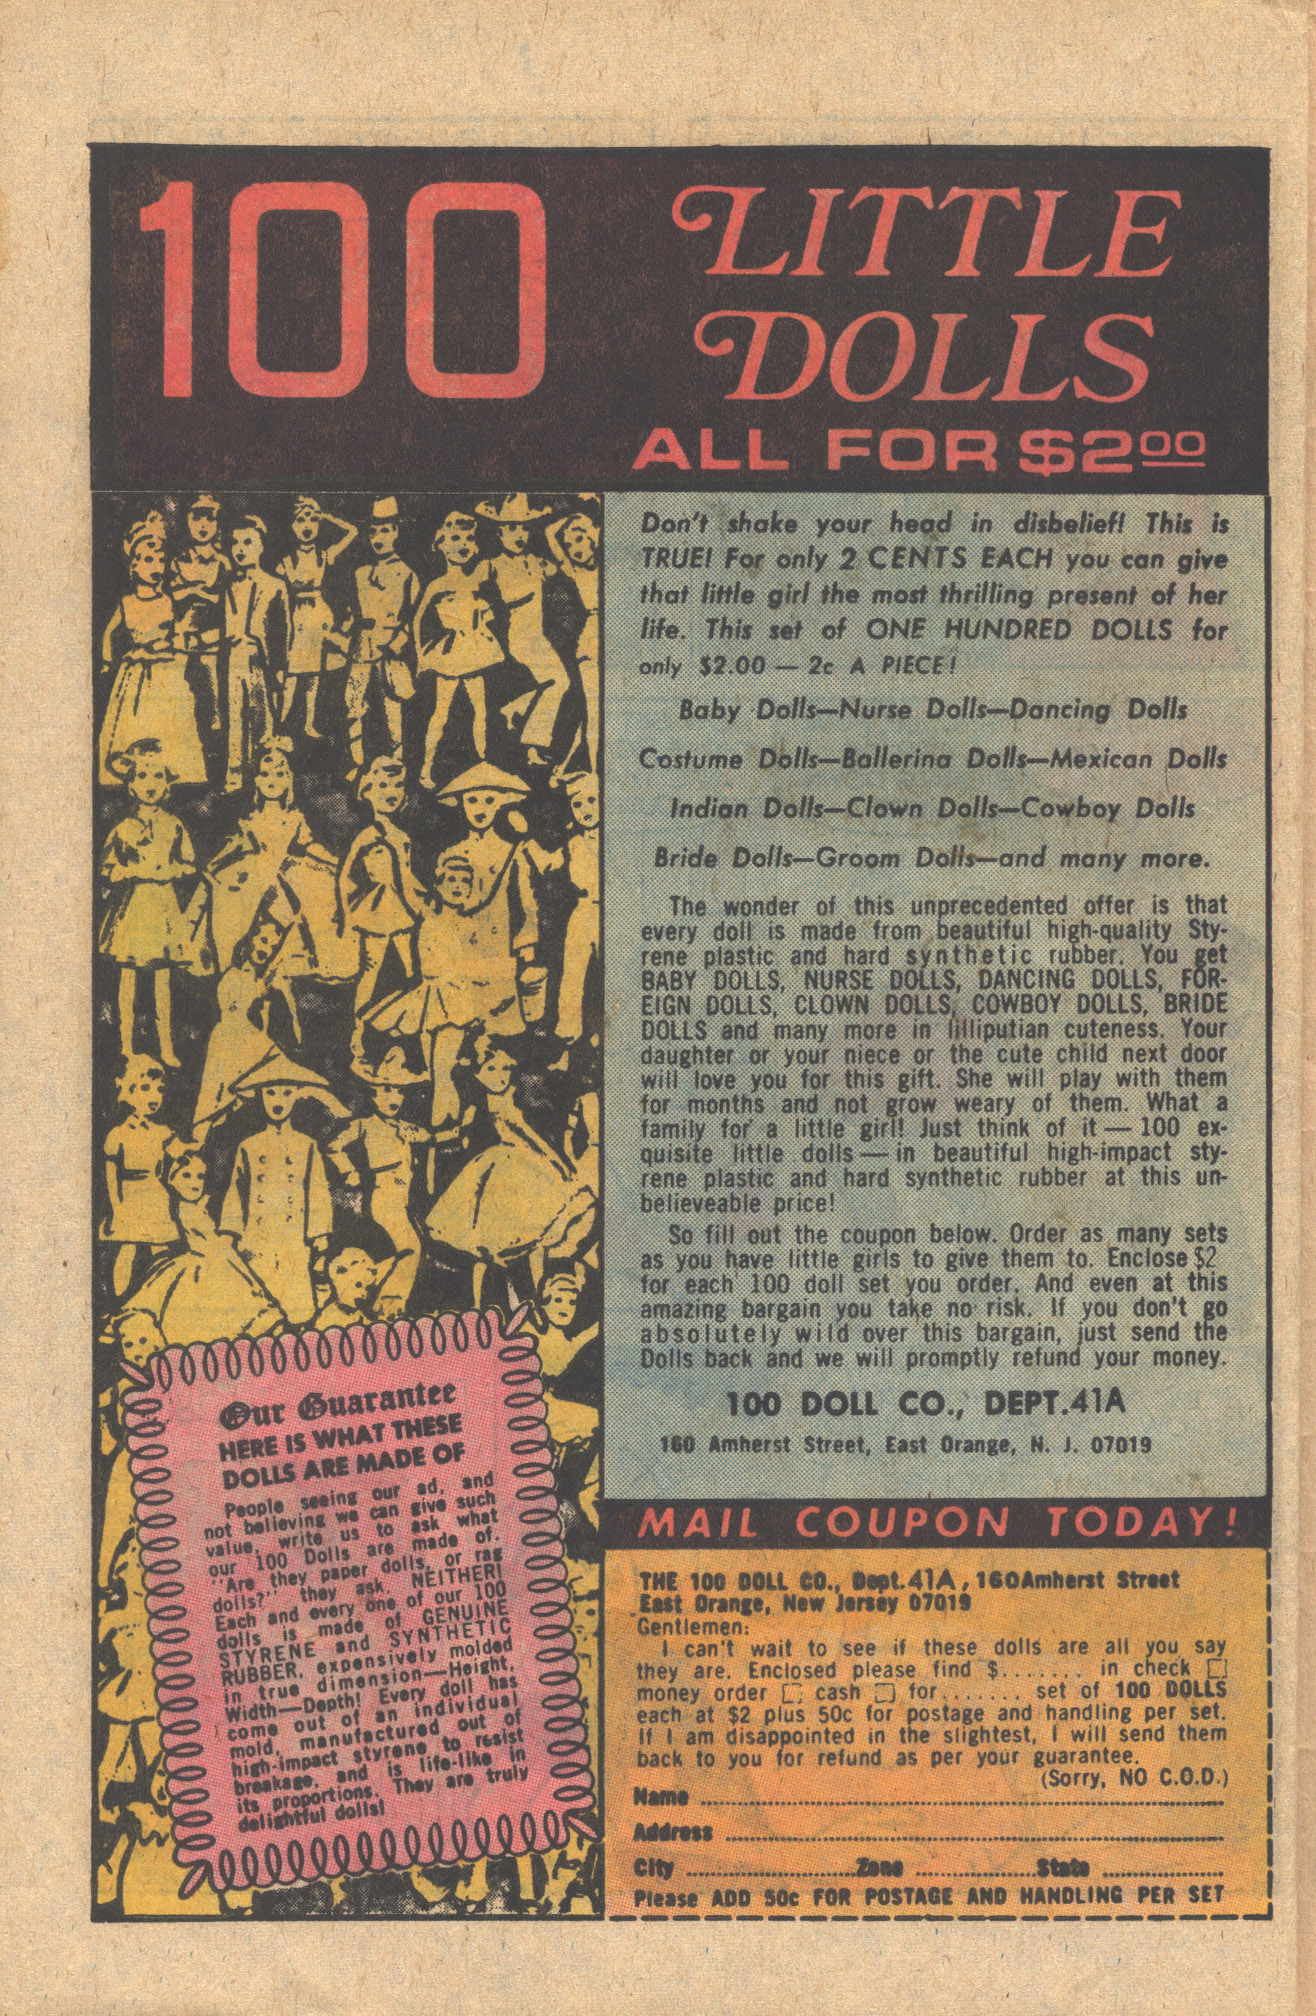 100
LITTLE
DOLLS
ALL FOR $2.00
Don't shake your head in disbelief! This is
TRUE! For only 2 CENTS EACH you can give
that little girl the most thrilling present of her
life. This set of ONE HUNDRED DOLLS for
only $2.00 — 2c A PIECE!
Baby Dolls—Nurse Dolls—Dancing Dolls
Costume Dolls—Ballerina Dolls—Mexican Dolls
Indian Dolls—Clown Dolls—Cowboy Dolls
Bride Dolls—Groom Dolls—and many more.
The wonder of this unprecedented offer is that
every doll is made from beautiful high-quality Sty-
rene plastic and hard synthetic rubber. You get
BABY DOLLS, NURSE DOLLS, DANCING DOLLS, FOR-
EIGN DOLLS, CLOWN DOLLS, COWBOY DOLLS, BRIDE
DOLLS and many more in lilliputian cuteness. Your
daughter or your niece or the cute child next door
will love you for this gift. She will play with them
for months and not grow weary of them. What a
family for a little girl! Just think of it — 100 ex-
quisite little dolls — in beautiful high-impact sty-
rene plastic and hard synthetic rubber at this un-
believeable price!
So fill out the coupon below. Order as many sets
as you have little girls to give them to. Enclose $2
for each 100 doll set you order. And even at this
amazing bargain you take no risk. If you don't go
absolutely wild over this bargain, just send the
Dolls back and we will promptly refund your money.
100 DOLL CO., DEPT.41A
160 Amherst Street, East Orange, N. J. 07019
Our Guarantee
HERE IS WHAT THESE
DOLLS ARE MADE OF
People seeing our ad, and
not believing we can give such
value, write us to ask what
our 100 Dolls are made of.
"Are they paper dolls, or rag
dolls?" they ask. NEITHER!
Each and every one of our 100
dolls is made of GENUINE
STYRENE and SYNTHETIC
RUBBER, expensively molded
in true dimension—Height,
Width—Depth! Every doll has
come out of an individual
mold, manufactured out of
high-impact styrene to resist
breakage, and is life-like in
its proportions. They are truly
delightful dolls!
MAIL COUPON TODAY!
THE 100 DOLL CO., Dept.41A, 160Amherst Street
East Orange, New Jersey 07019
Gentlemen:
I can't wait to see if these dolls are all you say
they are. Enclosed please find $........ in check □
money order □ cash □ for....... set of 100 DOLLS
each at $2 plus 50c for postage and handling per set.
If I am disappointed in the slightest, I will send them
back to you for refund as per your guarantee.
(Sorry, NO C.O.D.)
Name
Address
City Zone State
Please ADD 50c FOR POSTAGE AND HANDLING PER SET